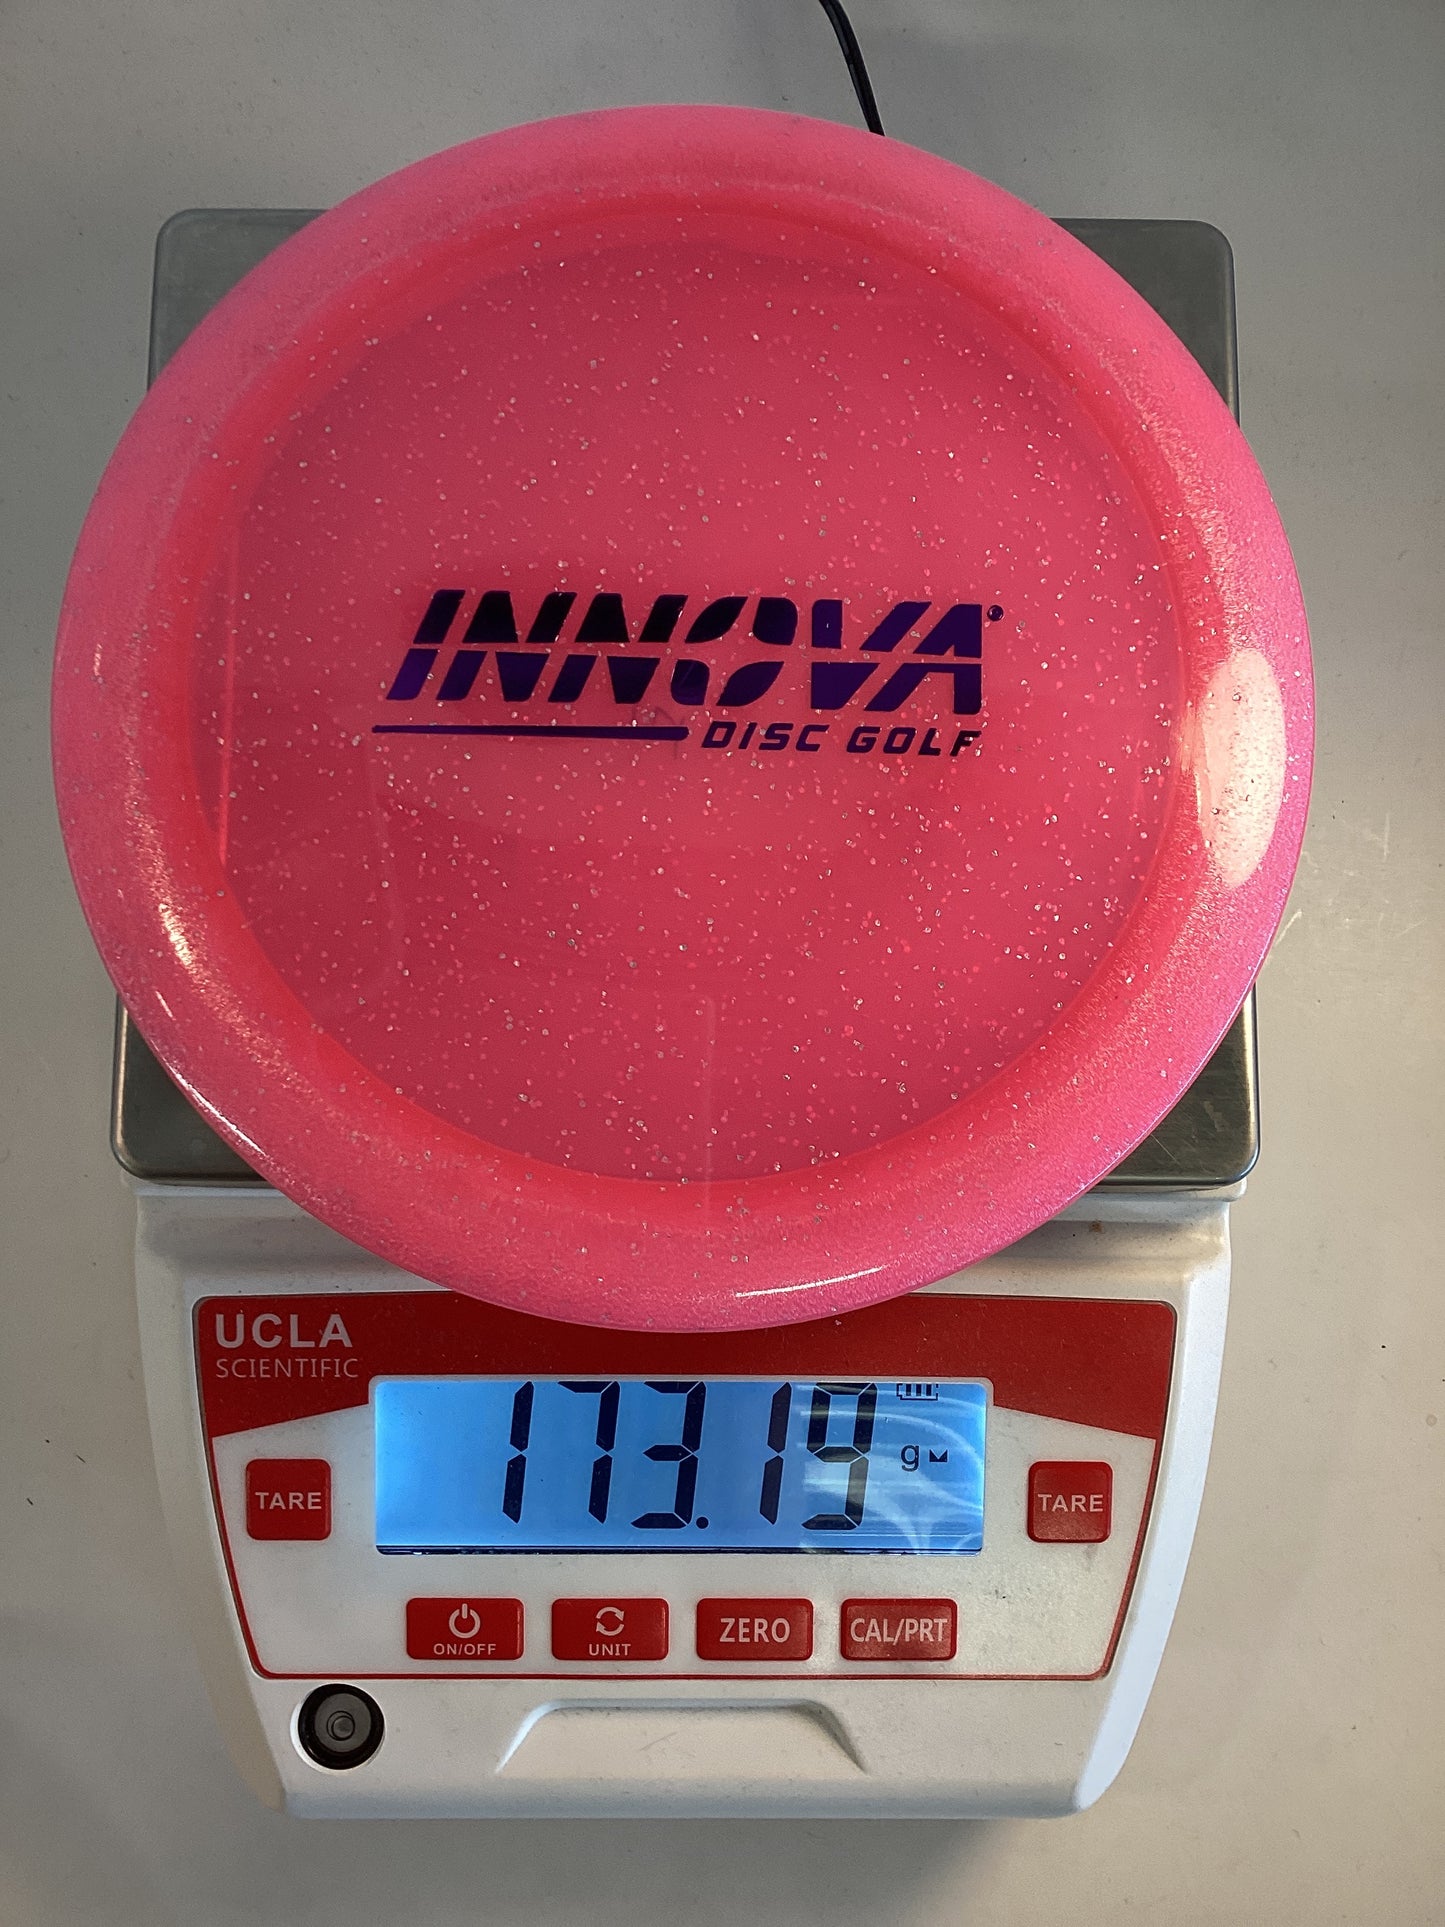 INNOVA
DISC GOLF
UCLA
SCIENTIFIC
173.19 g
TARE
TARE
ON/OFF
UNIT
ZERO
CAL/PRT